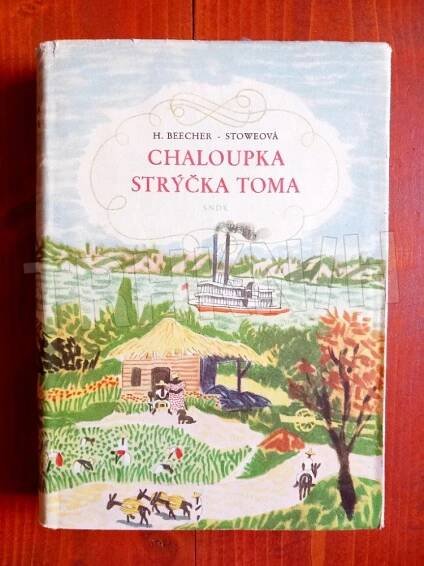 H. BEECHER - STOWEOVÁ
CHALOUPKA
STRÝČKA TOMA
SNDK